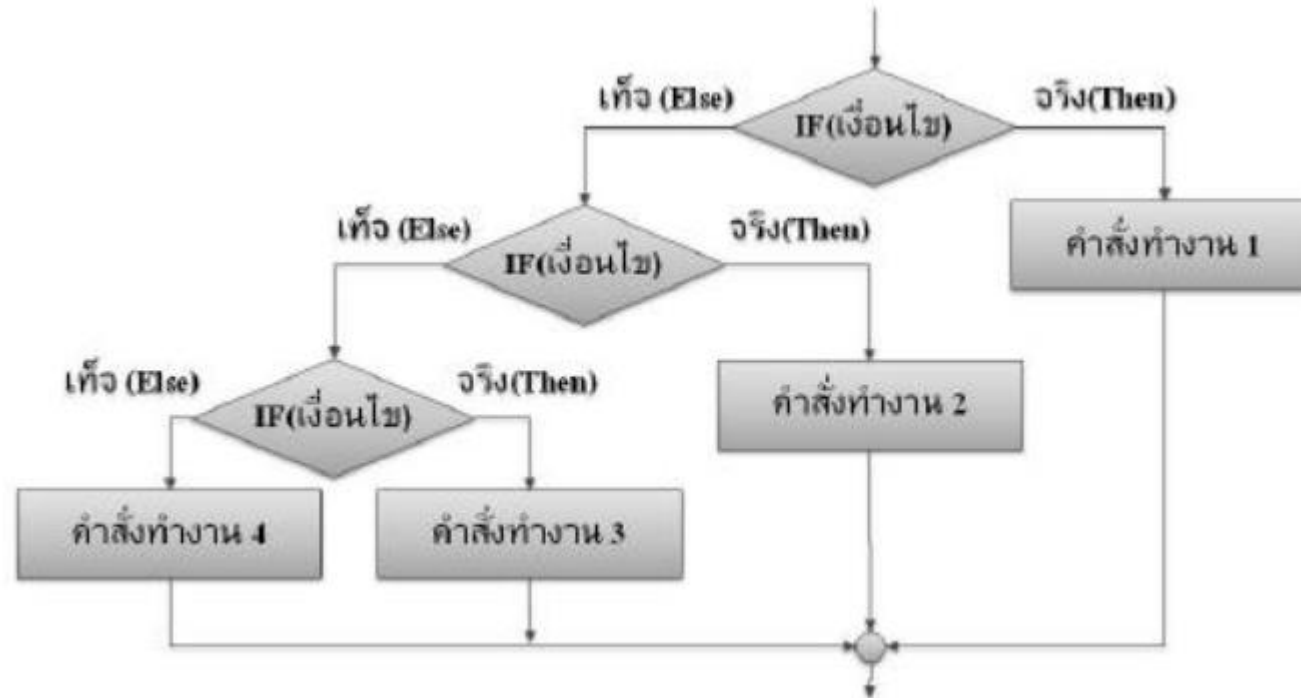 เท็จ (Else)
จริง(Then)
IF(เงื่อนไข)
เท็จ (Else)
จริง(Then)
IF(เงื่อนไข)
คำสั่งทำงาน 1
เท็จ (Else)
จริง(Then)
IF(เงื่อนไข)
คำสั่งทำงาน 2
คำสั่งทำงาน 4
คำสั่งทำงาน 3